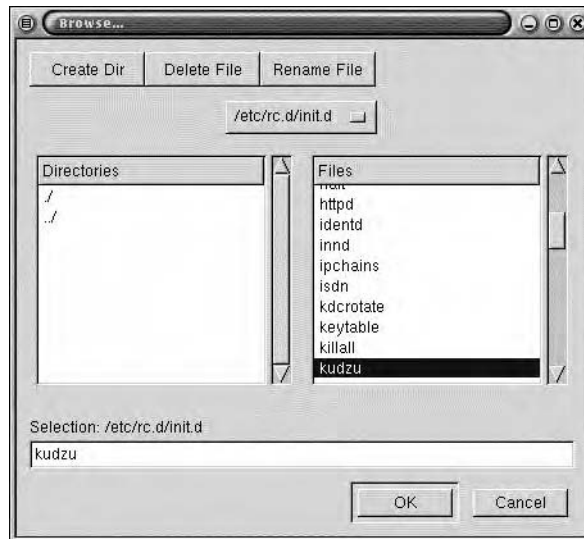 Browse...
Create Dir Delete File Rename File
/etc/rc.d/init.d
Directories
./
../
Files
httpd
identd
innd
ipchains
isdn
kdcrotate
keytable
killall
kudzu
Selection: /etc/rc.d/init.d
kudzu
OK Cancel